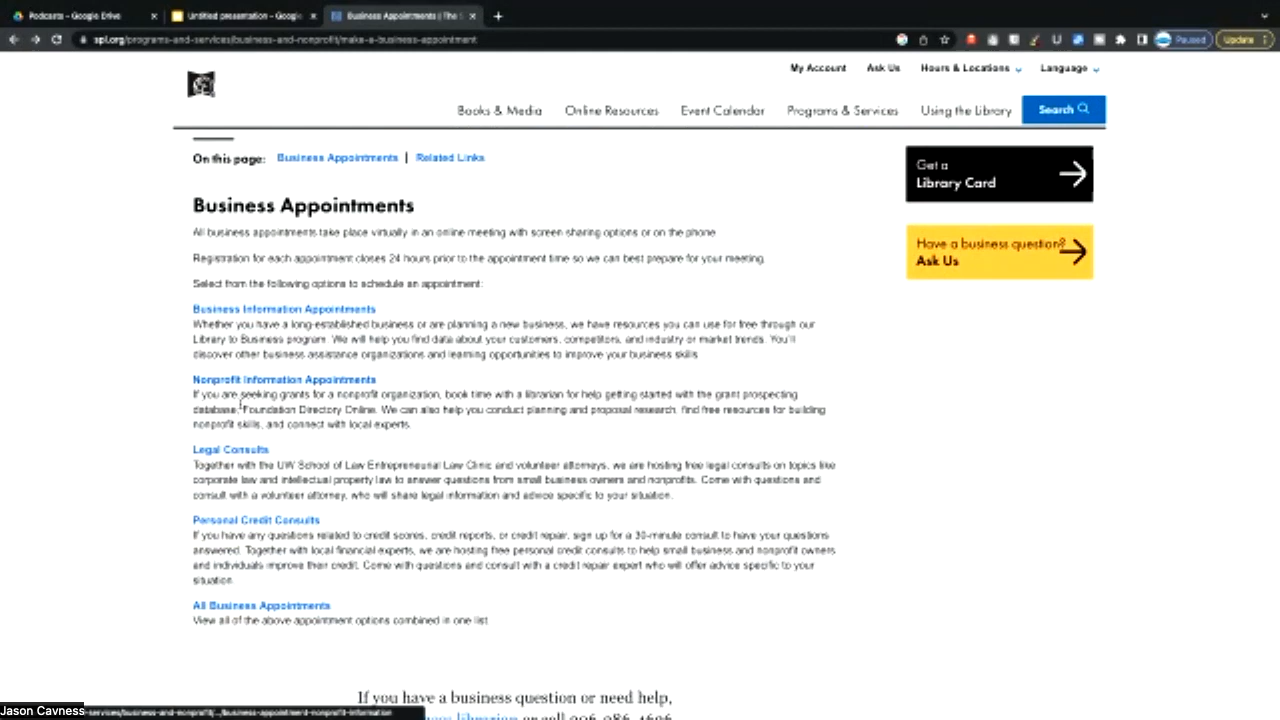 Podcasts - Google Drive
Untitled presentation - Google
Business Appointments | The
spl.org/programs-and-services/business-and-nonprofit/make-a-business-appointment
Paused
Update
My Account
Ask Us
Hours & Locations
Language
Books & Media
Online Resources
Event Calendar
Programs & Services
Using the Library
Search
On this page: Business Appointments | Related Links
Get a
Library Card
Business Appointments
All business appointments take place virtually in an online meeting with screen sharing options or on the phone
Have a business question?
Ask Us
Registration for each appointment closes 24 hours prior to the appointment time so we can best prepare for your meeting.
Select from the following options to schedule an appointment:
Business Information Appointments
Whether you have a long-established business or are planning a new business, we have resources you can use for free through our
Library to Business program. We will help you find data about your customers, competitors, and industry or market trends. You'll
discover other business assistance organizations and learning opportunities to improve your business skills
Nonprofit Information Appointments
If you are seeking grants for a nonprofit organization, book time with a librarian for help getting started with the grant prospecting
database, Foundation Directory Online. We can also help you conduct planning and proposal research, find free resources for building
nonprofit skills, and connect with local experts.
Legal Consults
Together with the UW School of Law Entrepreneurial Law Clinic and volunteer attorneys, we are hosting free legal consults on topics like
corporate law and intellectual property law to answer questions from small business owners and nonprofits. Come with questions and
consult with a volunteer attorney, who will share legal information and advice specific to your situation.
Personal Credit Consults
If you have any questions related to credit scores, credit reports, or credit repair, sign up for a 30-minute consult to have your questions
answered. Together with local financial experts, we are hosting free personal credit consults to help small business and nonprofit owners
and individuals improve their credit. Come with questions and consult with a credit repair expert who will offer advice specific to your
situation
All Business Appointments
View all of the above appointment options combined in one list
If you have a business question or need help,
librarian or call 206-386-4636
Jason Cavness
-services/business-and-nonprofit/.../business-appointment-nonprofit-information